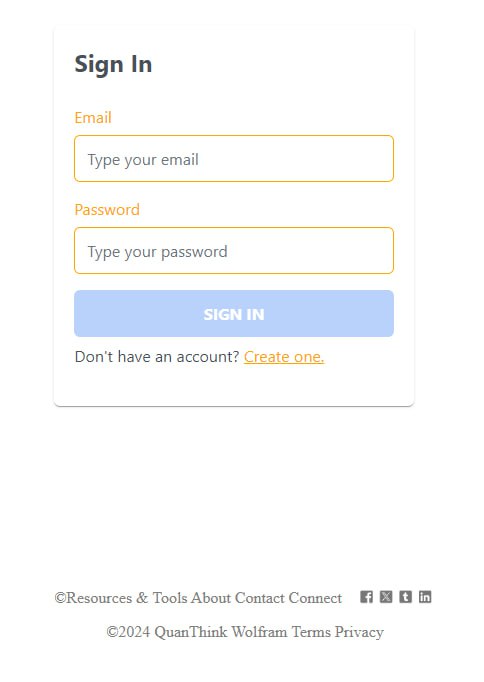 Sign In
Email
Type your email
Password
Type your password
SIGN IN
Don't have an account? Create one.
©Resources & Tools About Contact Connect
©2024 QuanThink Wolfram Terms Privacy